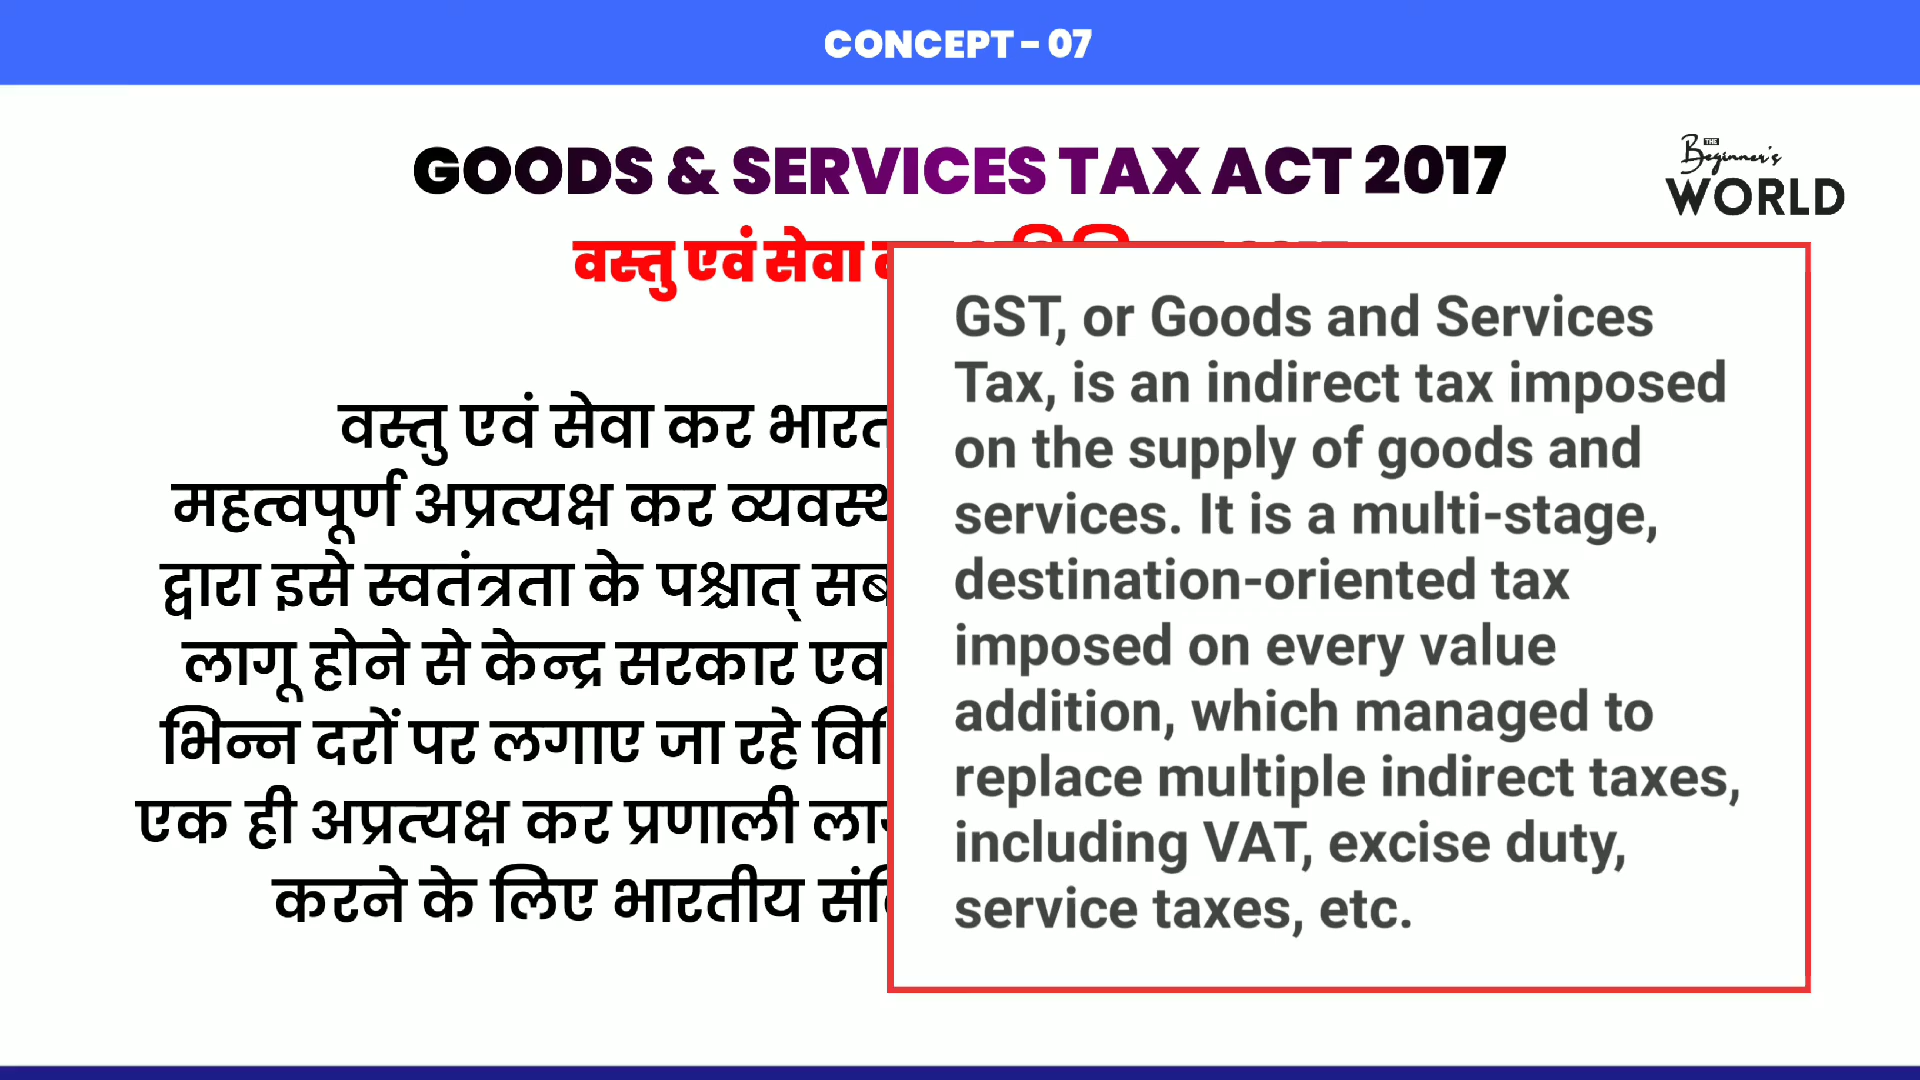 CONCEPT - 07
GOODS & SERVICES TAX ACT 2017
THE
Beginner's
WORLD
वस्तु एवं सेवा
वस्तु एवं सेवा कर
महत्वपूर्ण अप्रत्यक्ष कर
द्वारा इसे स्वतंत्रता के पश्चात्
लागू होने से केन्द्र सरकार
भिन्न दरों पर लगाए जा रहे
एक ही अप्रत्यक्ष कर प्रणाली
करने के लिए भारतीय
GST, or Goods and Services
Tax, is an indirect tax imposed
on the supply of goods and
services. It is a multi-stage,
destination-oriented tax
imposed on every value
addition, which managed to
replace multiple indirect taxes,
including VAT, excise duty,
service taxes, etc.